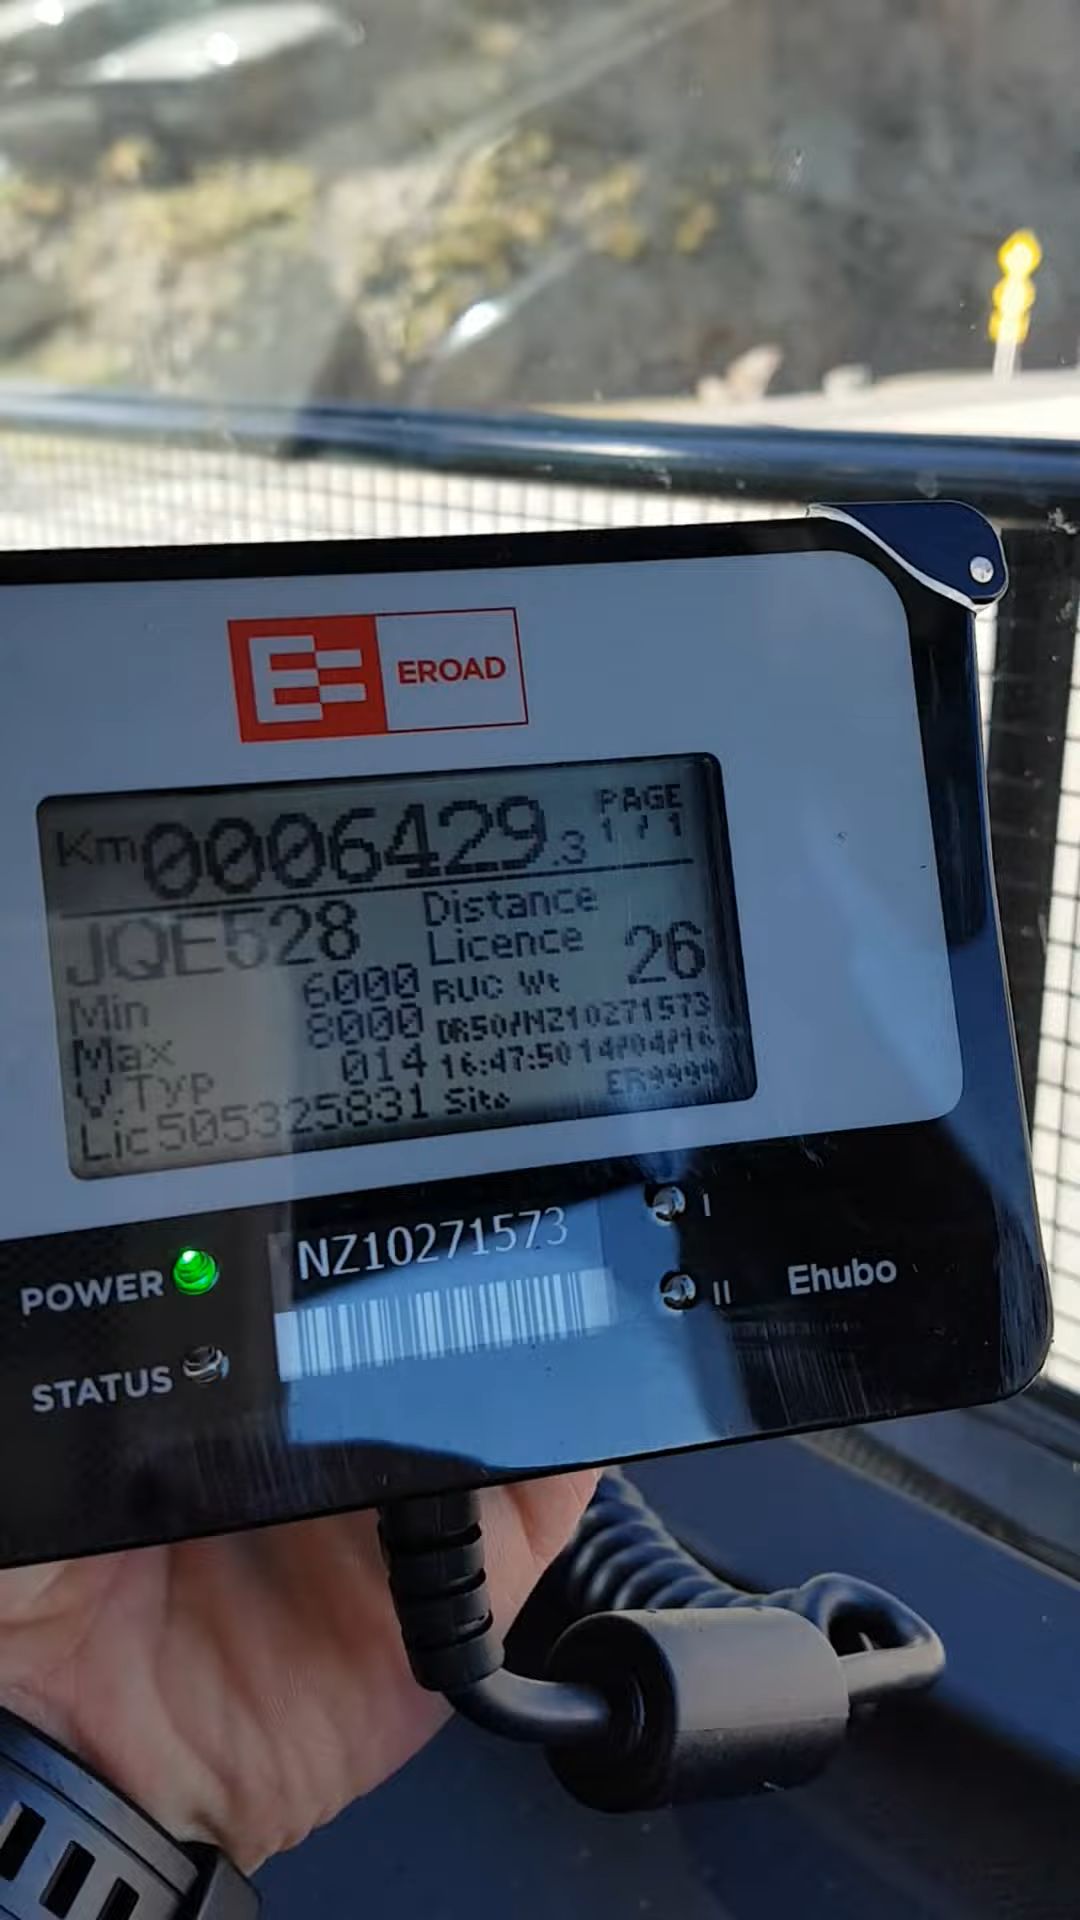 EROAD
Km 0006429.3 PAGE 1/1
JQE528 Distance Licence
Min 6000 RUC Wt 26
Max 8000 DR50/NZ10271573
V.Typ 014 16:47:50 14/04/16
Lic 505325831 Site ER9999
POWER
NZ10271573
I
II
Ehubo
STATUS